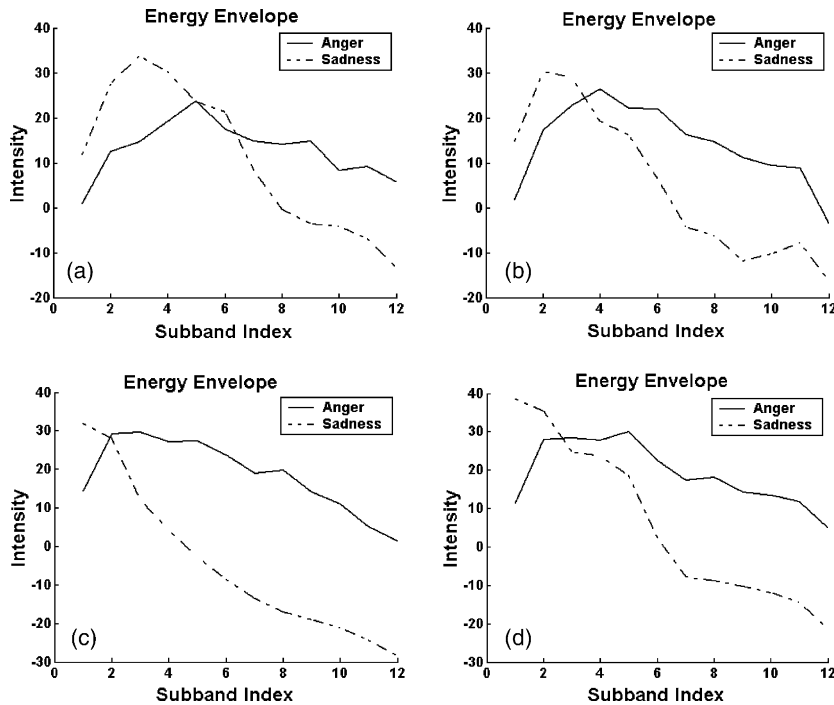 Energy Envelope
Anger
Sadness
Intensity
40
30
20
10
0
-10
-20
(a)
0 2 4 6 8 10 12
Subband Index
Energy Envelope
Anger
Sadness
Intensity
40
30
20
10
0
-10
-20
(b)
0 2 4 6 8 10 12
Subband Index
Energy Envelope
Anger
Sadness
Intensity
40
30
20
10
0
-10
-20
-30
(c)
0 2 4 6 8 10 12
Subband Index
Energy Envelope
Anger
Sadness
Intensity
40
30
20
10
0
-10
-20
-30
(d)
0 2 4 6 8 10 12
Subband Index